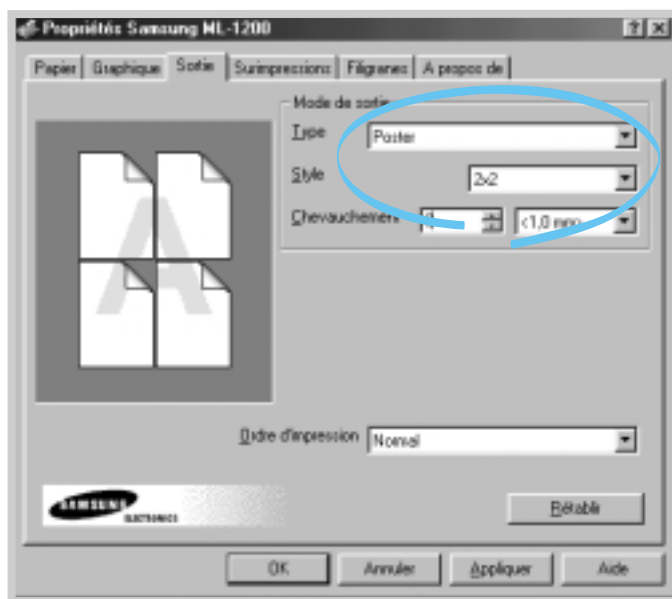 Propriétés Samsung ML-1200
Papier Graphique Sortie Surimpressions Filigranes A propos de
Mode de sortie
Type Poster
Style 2x2
Chevauchement <1,0 mm>
A
Ordre d'impression Normal
SAMSUNG
ELECTRONICS
Rétablir
OK Annuler Appliquer Aide